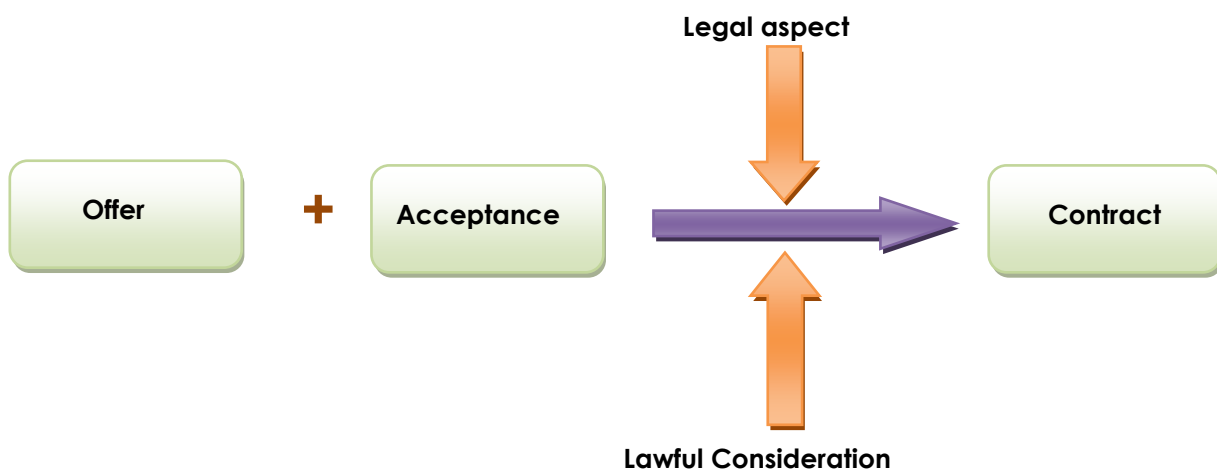 Legal aspect
Offer
+
Acceptance
Contract
Lawful Consideration